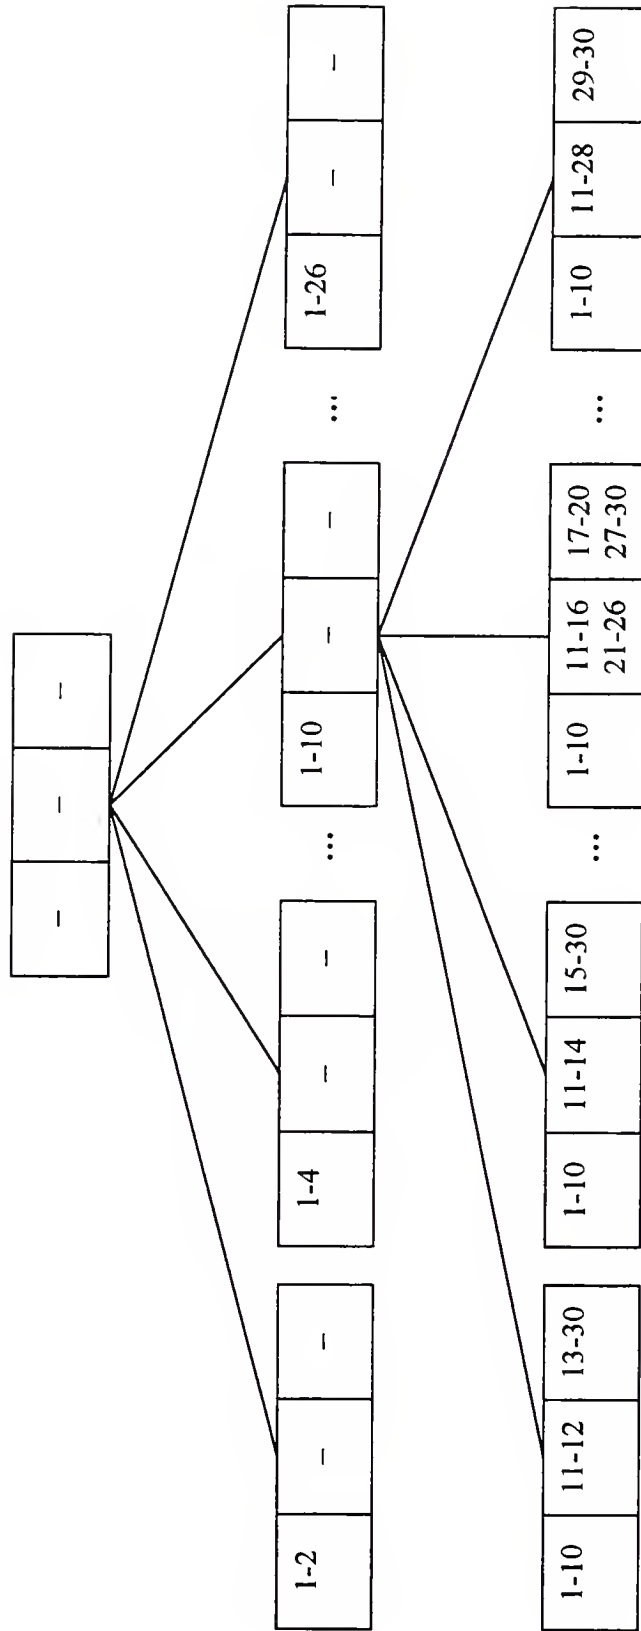 – – –
1-2 – –
1-4 – –
...
1-10 – –
...
1-26 – –
1-10 11-12 13-30
1-10 11-14 15-30
...
1-10 11-16 17-20
21-26 27-30
...
1-10 11-28 29-30